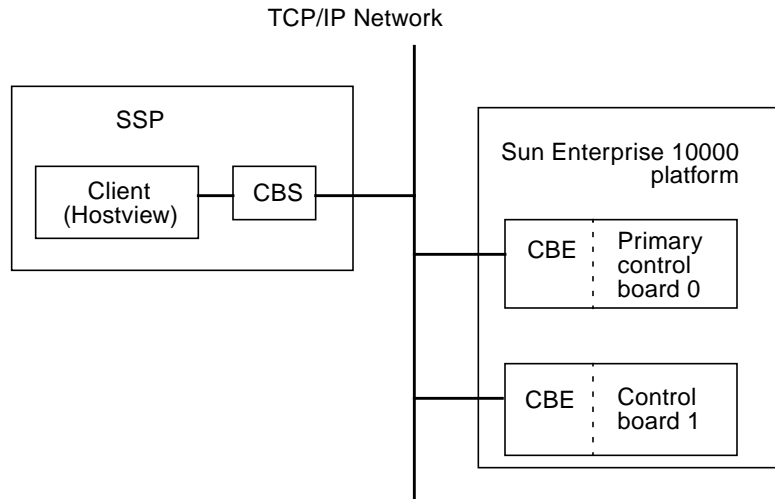 TCP/IP Network
SSP
Client
(Hostview)
CBS
Sun Enterprise 10000
platform
CBE
Primary
control
board 0
CBE
Control
board 1